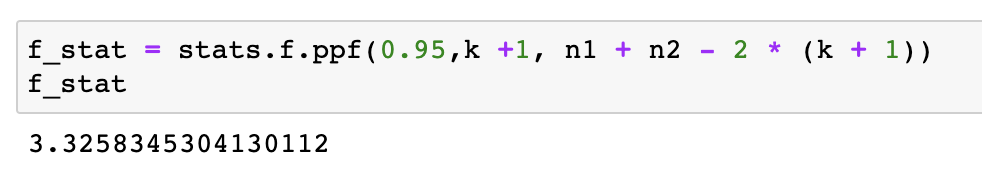 f_stat = stats.f.ppf(0.95,k +1, n1 + n2 - 2 * (k + 1))
f_stat
3.3258345304130112